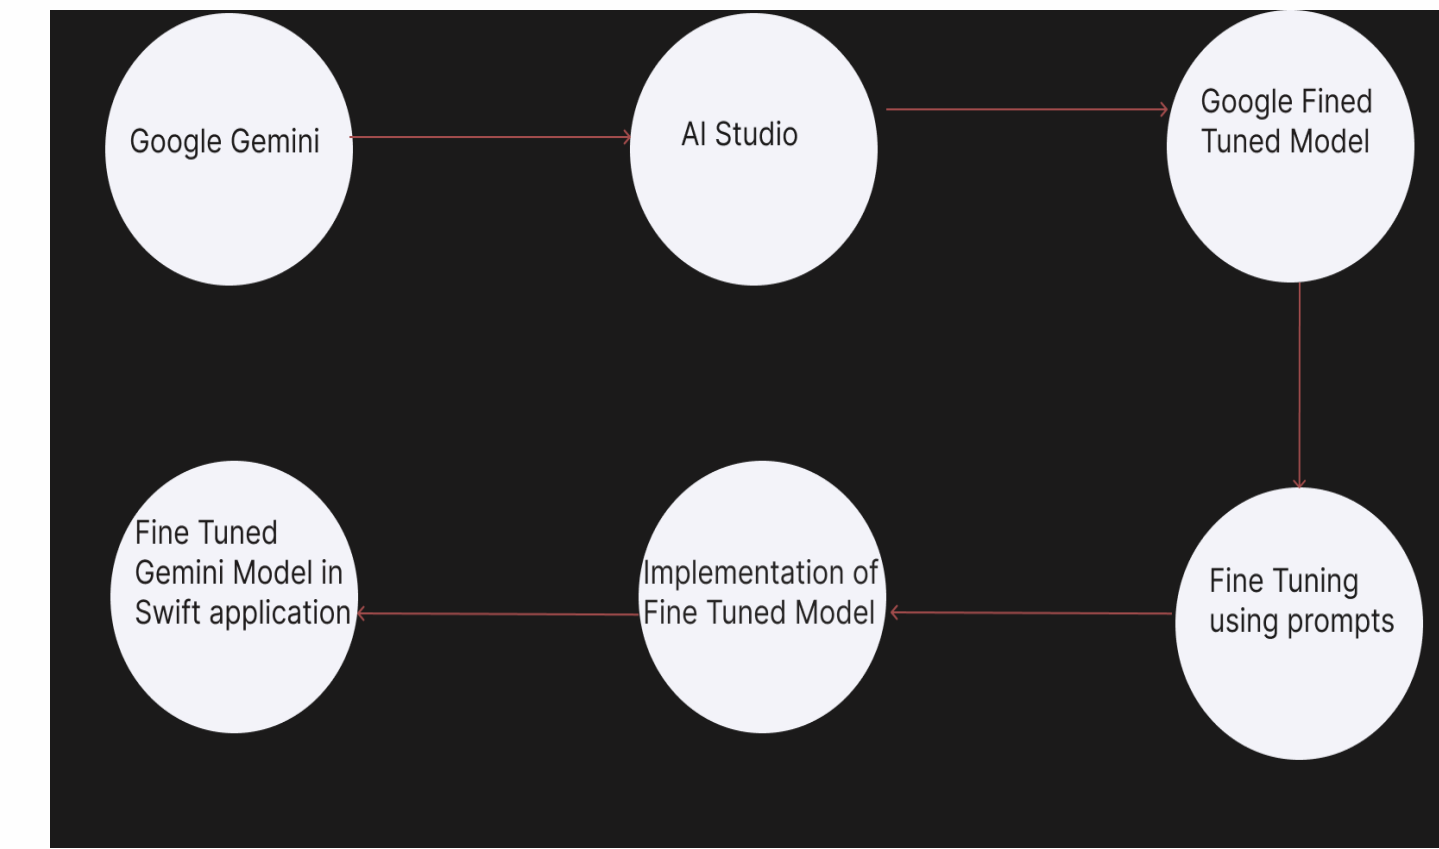 Google Gemini
AI Studio
Google Fined
Tuned Model
Fine Tuning
using prompts
Implementation of
Fine Tuned Model
Fine Tuned
Gemini Model in
Swift application